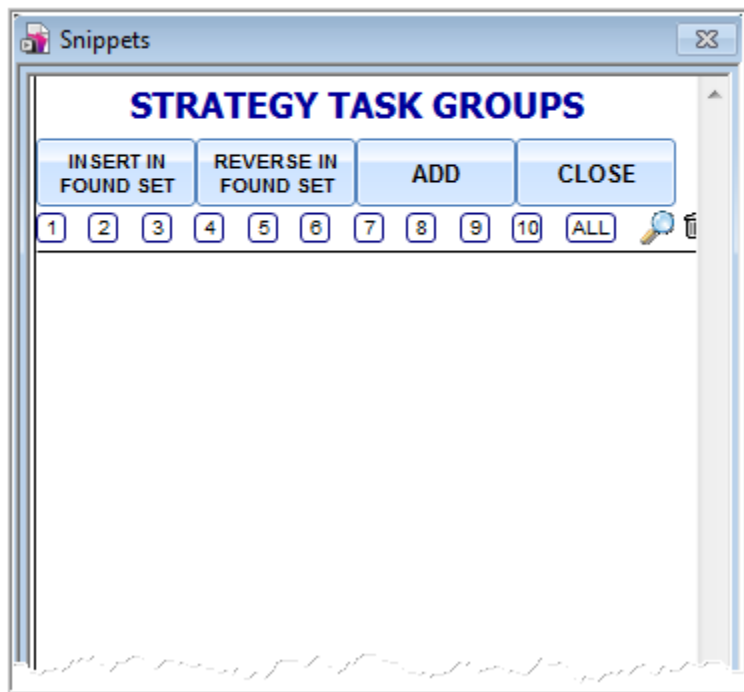 Snippets
STRATEGY TASK GROUPS
INSERT IN
FOUND SET
REVERSE IN
FOUND SET
ADD
CLOSE
1 2 3 4 5 6 7 8 9 10 ALL